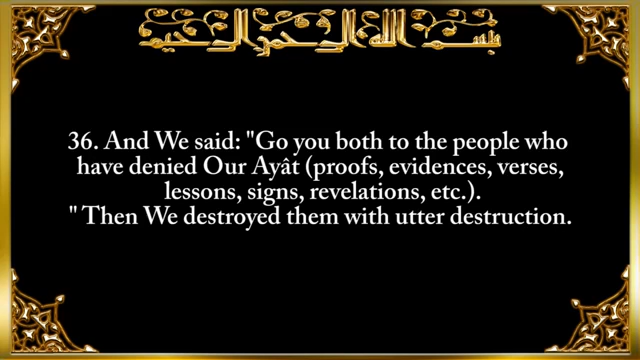 بسم الله الرحمن الرحيم
36. And We said: "Go you both to the people who
have denied Our Ayât (proofs, evidences, verses,
lessons, signs, revelations, etc.).
" Then We destroyed them with utter destruction.